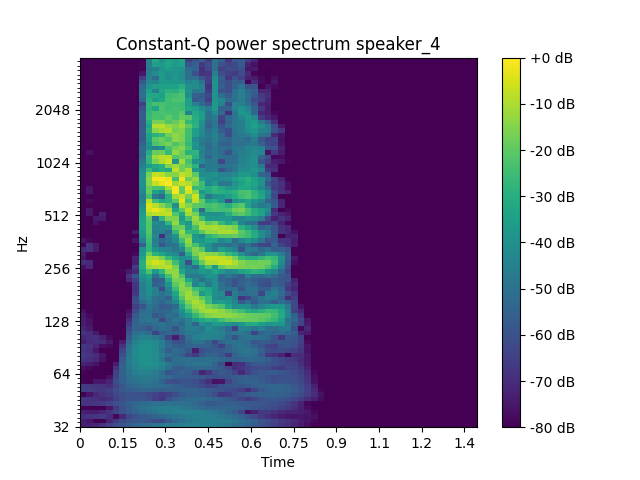 Constant-Q power spectrum speaker_4
Hz
2048
1024
512
256
128
64
32
0 0.15 0.3 0.45 0.6 0.75 0.9 1.1 1.2 1.4
Time
+0 dB
-10 dB
-20 dB
-30 dB
-40 dB
-50 dB
-60 dB
-70 dB
-80 dB